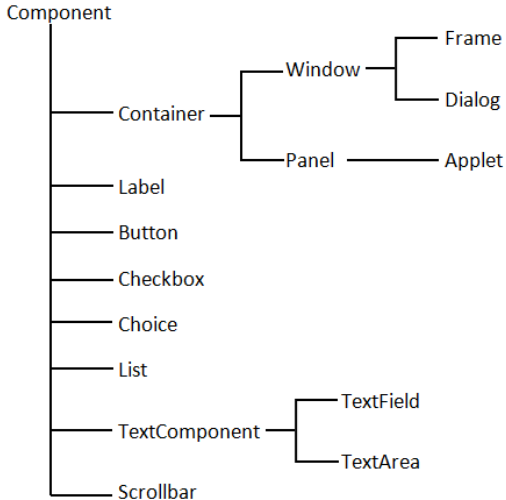 Component
Frame
Window
Dialog
Container
Panel
Applet
Label
Button
Checkbox
Choice
List
TextField
TextComponent
TextArea
Scrollbar